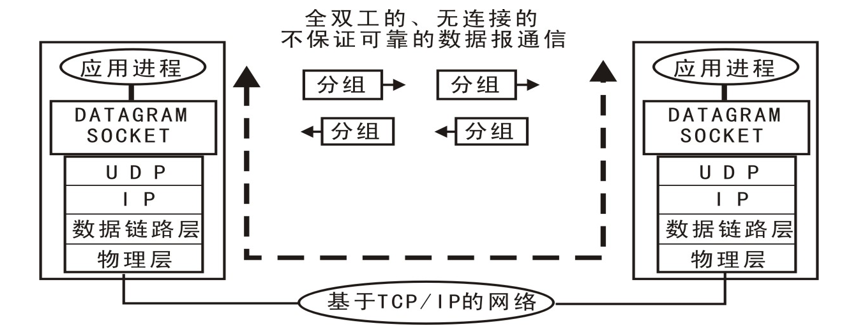 全双工的、无连接的
不保证可靠的数据报通信
应用进程
DATAGRAM
SOCKET
UDP
IP
数据链路层
物理层
分组
分组
分组
分组
应用进程
DATAGRAM
SOCKET
UDP
IP
数据链路层
物理层
基于TCP/IP的网络